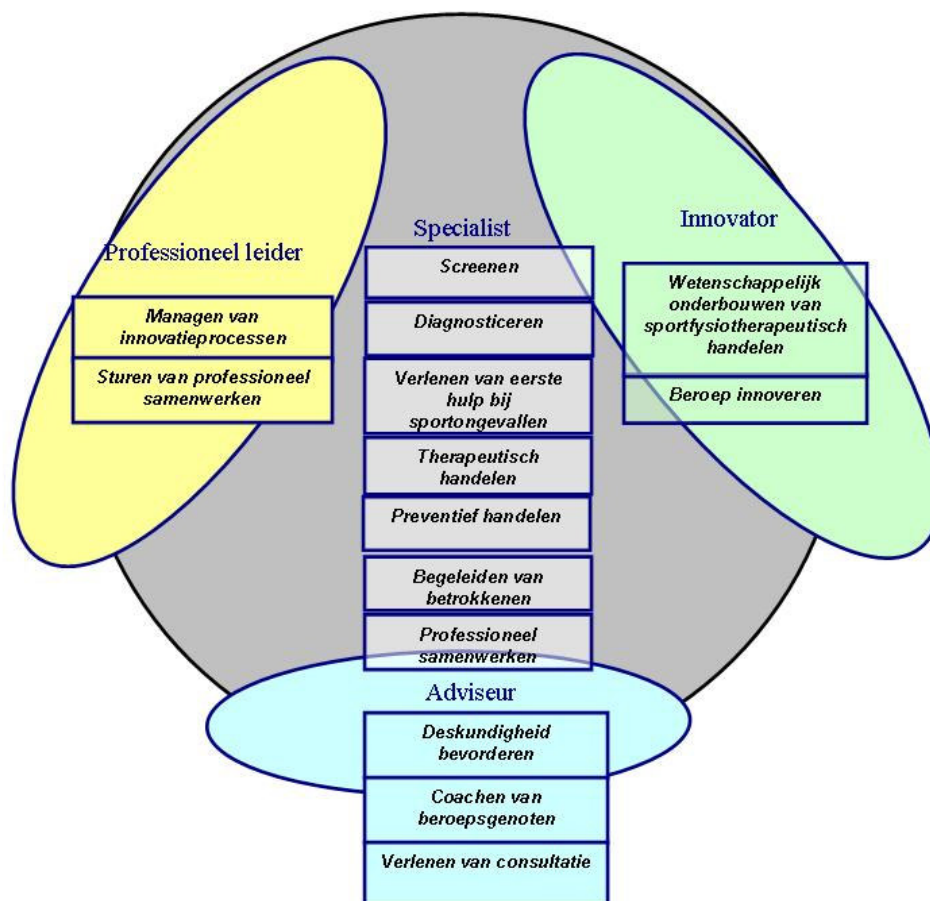 Professioneel leider
Managen van
innovatieprocessen
Sturen van professioneel
samenwerken
Specialist
Screenen
Diagnosticeren
Verlenen van eerste
hulp bij
sportongevallen
Therapeutisch
handelen
Preventief handelen
Begeleiden van
betrokkenen
Professioneel
samenwerken
Innovator
Wetenschappelijk
onderbouwen van
sportfysiotherapeutisch
handelen
Beroep innoveren
Adviseur
Deskundigheid
bevorderen
Coachen van
beroepsgenoten
Verlenen van consultatie